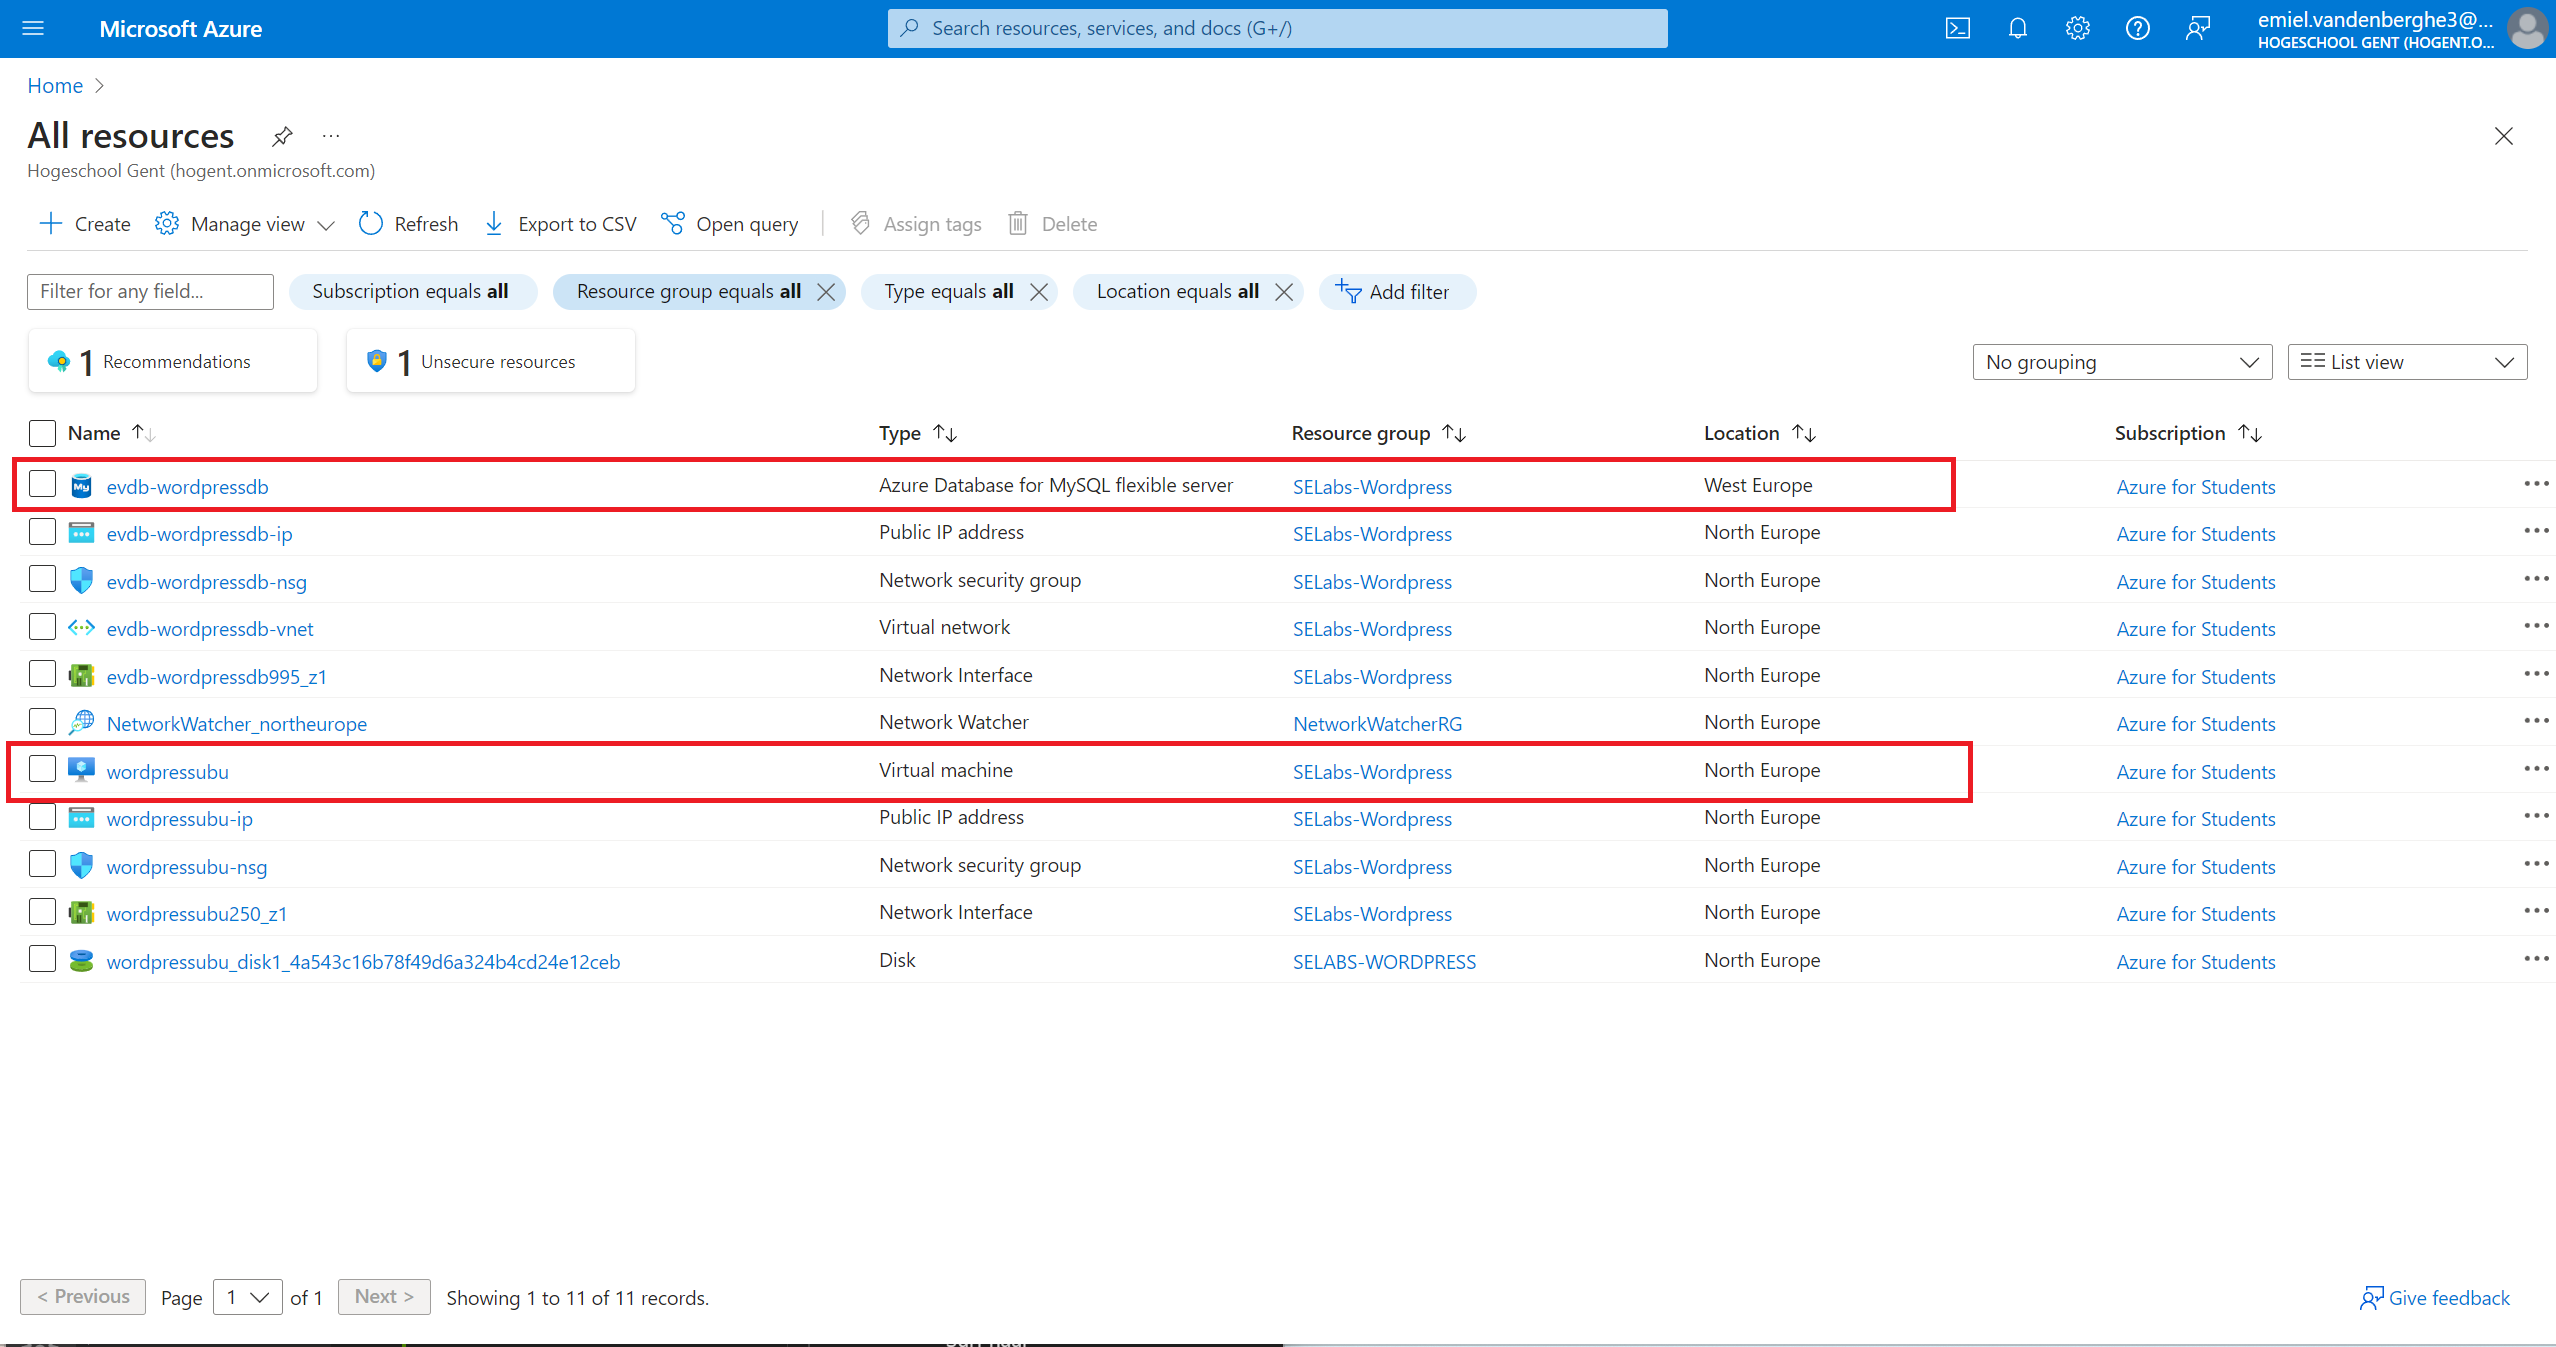 Microsoft Azure
Search resources, services, and docs (G+/)
emiel.vandenberghe3@...
HOGESCHOOL GENT (HOGENT.O...
Home
All resources
Hogeschool Gent (hogent.onmicrosoft.com)
Create Manage view Refresh Export to CSV Open query Assign tags Delete
Filter for any field... Subscription equals all Resource group equals all Type equals all Location equals all Add filter
1 Recommendations 1 Unsecure resources No grouping List view
Name Type Resource group Location Subscription
evdb-wordpressdb Azure Database for MySQL flexible server SELabs-Wordpress West Europe Azure for Students
evdb-wordpressdb-ip Public IP address SELabs-Wordpress North Europe Azure for Students
evdb-wordpressdb-nsg Network security group SELabs-Wordpress North Europe Azure for Students
evdb-wordpressdb-vnet Virtual network SELabs-Wordpress North Europe Azure for Students
evdb-wordpressdb995_z1 Network Interface SELabs-Wordpress North Europe Azure for Students
NetworkWatcher_northeurope Network Watcher NetworkWatcherRG North Europe Azure for Students
wordpressubu Virtual machine SELabs-Wordpress North Europe Azure for Students
wordpressubu-ip Public IP address SELabs-Wordpress North Europe Azure for Students
wordpressubu-nsg Network security group SELabs-Wordpress North Europe Azure for Students
wordpressubu250_z1 Network Interface SELabs-Wordpress North Europe Azure for Students
wordpressubu_disk1_4a543c16b78f49d6a324b4cd24e12ceb Disk SELABS-WORDPRESS North Europe Azure for Students
< Previous Page 1 of 1 Next > Showing 1 to 11 of 11 records. Give feedback